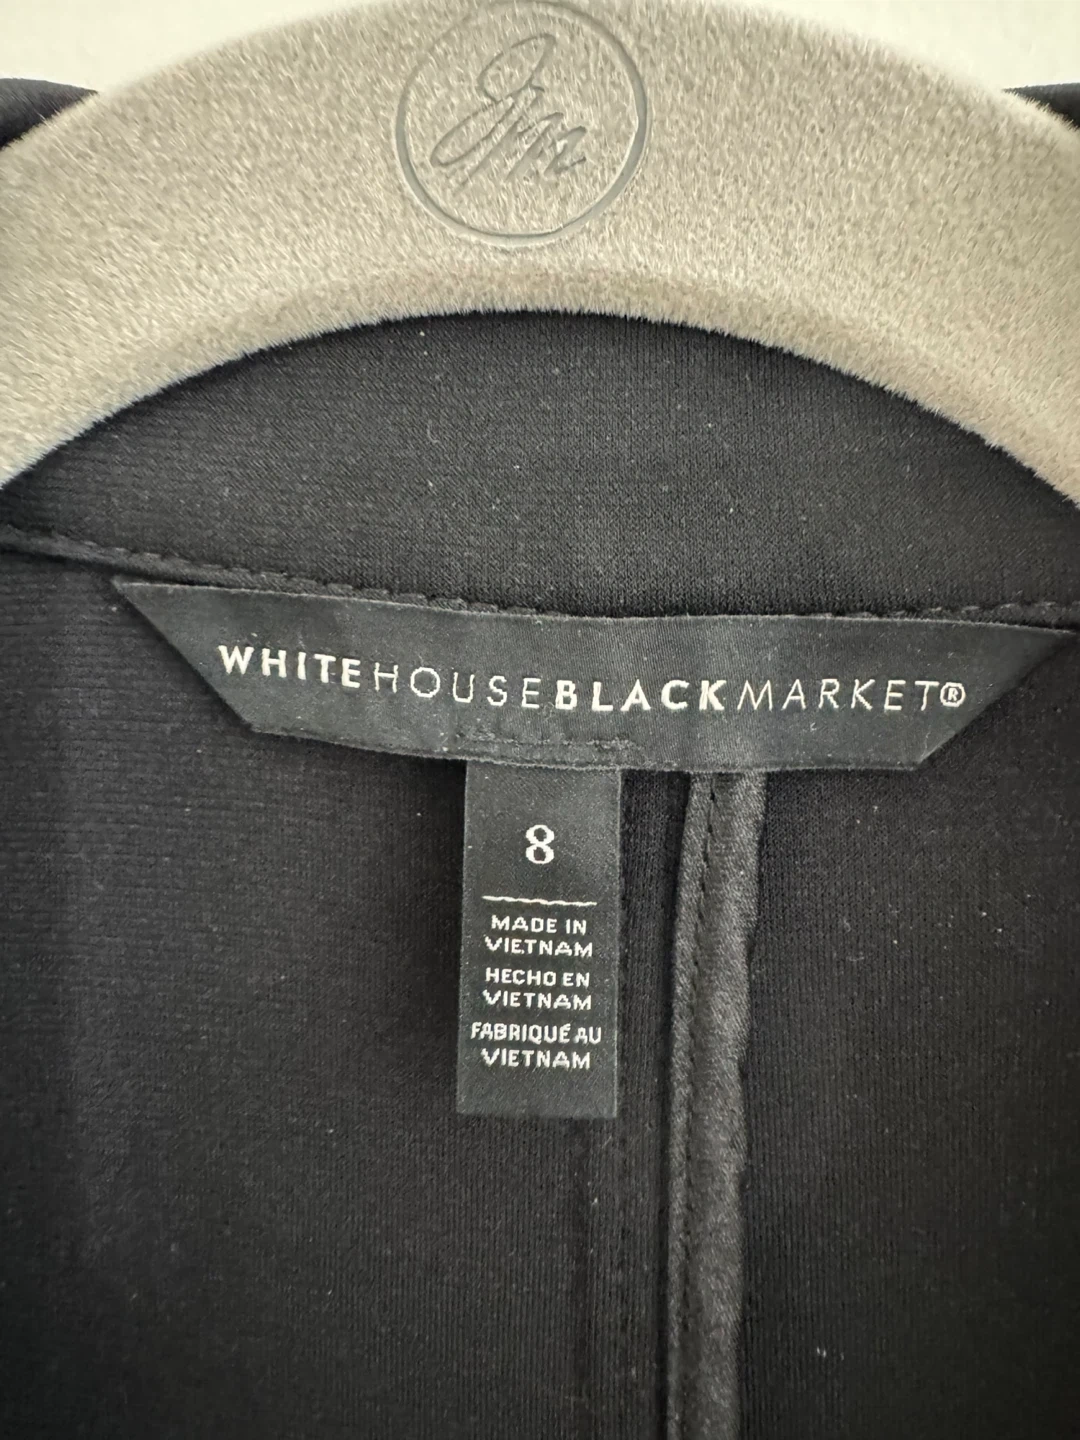 WHITEHOUSEBLACKMARKET®
8
MADE IN
VIETNAM
HECHO EN
VIETNAM
FABRIQUÉ AU
VIETNAM